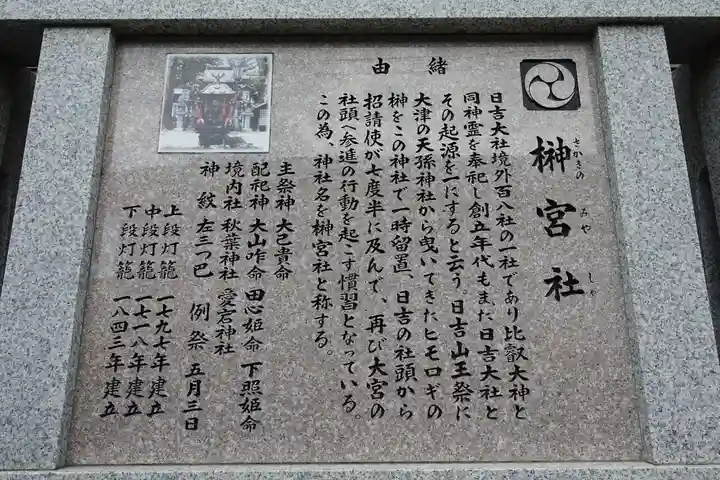 榊宮社
さかきの みや しゃ
由緒
日吉大社境外百八社の一社であり比叡大神と
同神霊を奉祀し創立年代もまた日吉大社と
その起源を一にすると云う。日吉山王祭に
大津の天孫神社から曳いてきたヒモロギの
榊をこの神社で一時留置、日吉の社頭から
招請使が七度半に及んで、再び大宮の
社頭へ参進の行動を起こす慣習となっている。
この為、神社名を榊宮社と称する。
主祭神 大己貴命
配祀神 大山咋命 田心姫命 下照姫命
境内社 秋葉神社 愛宕神社
神紋 左三つ巴 例祭 五月三日
上段灯籠 一七九七年建立
中段灯籠 一七一八年建立
下段灯籠 一八四三年建立